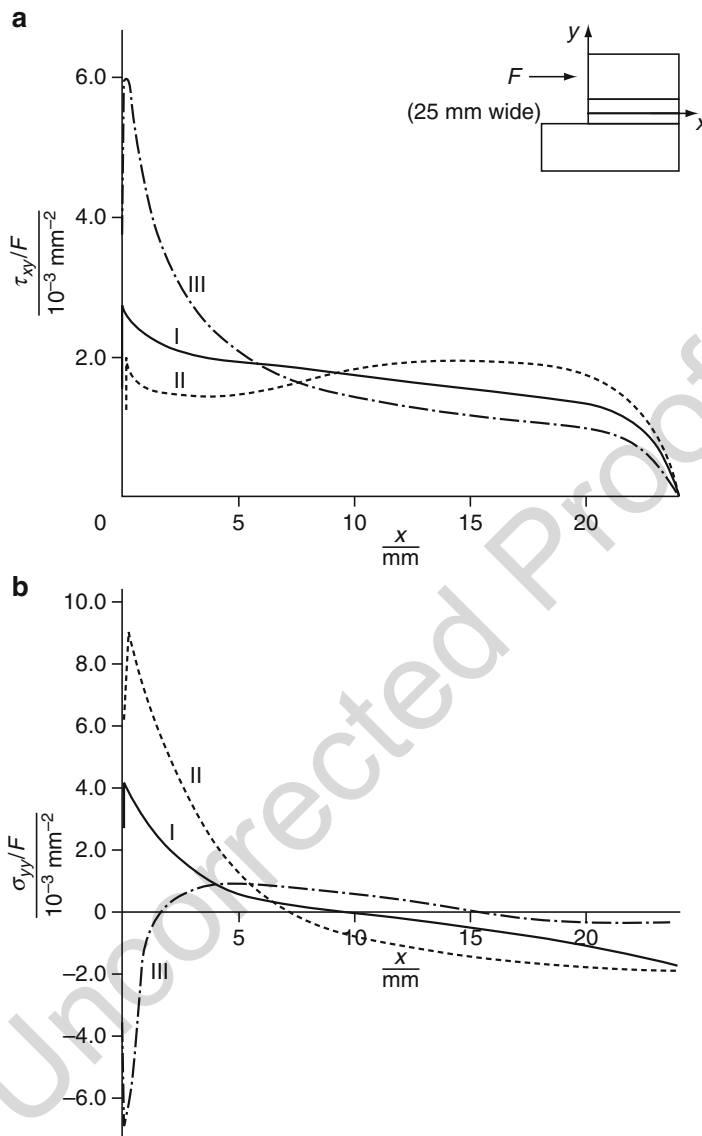 a
6.0
4.0
2.0
0
5
10
15
20
τxy/F
10⁻³ mm⁻²
x
mm
I
II
III
y
F
(25 mm wide)
x
b
10.0
8.0
6.0
4.0
2.0
0
−2.0
−4.0
−6.0
5
10
15
20
σyy/F
10⁻³ mm⁻²
x
mm
II
I
III
Uncorrected Proof